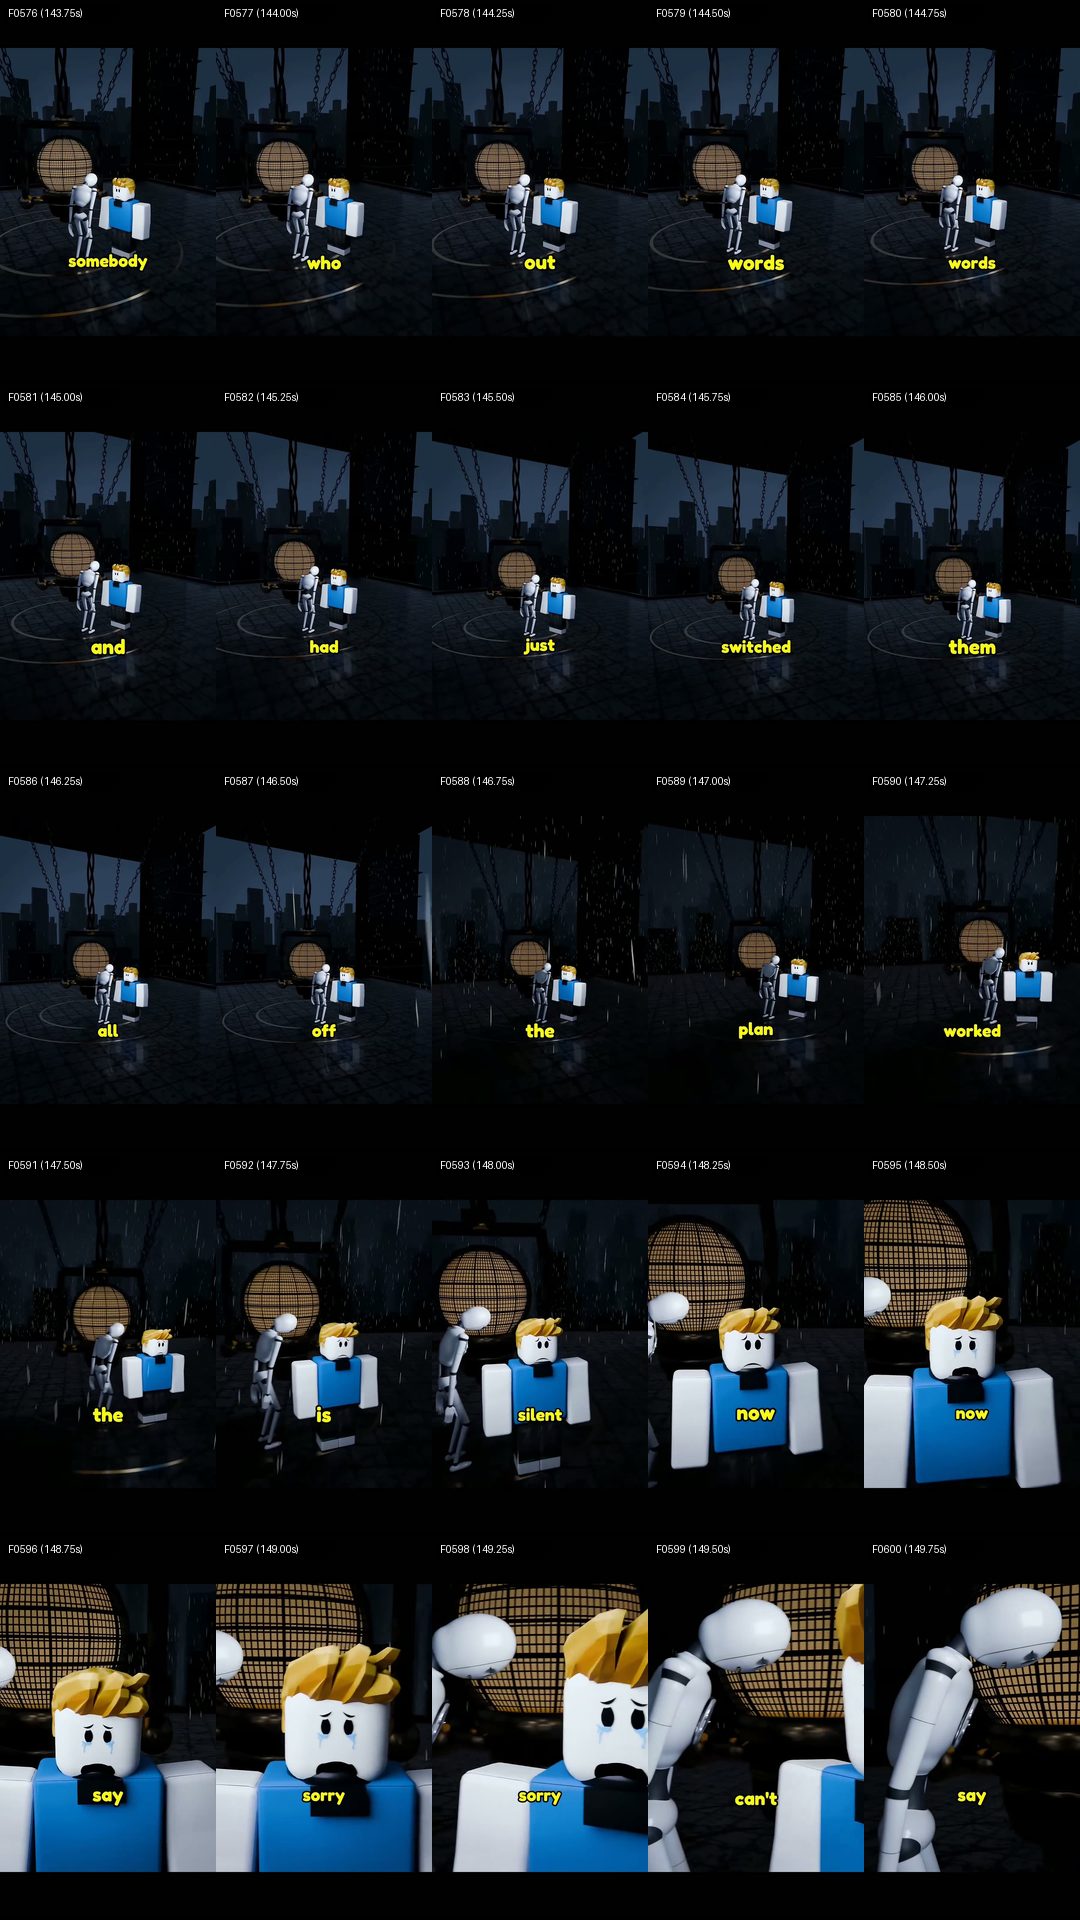 F0576 (143.75s)
F0577 (144.00s)
F0578 (144.25s)
F0579 (144.50s)
F0580 (144.75s)
somebody
who
out
words
words
F0581 (145.00s)
F0582 (145.25s)
F0583 (145.50s)
F0584 (145.75s)
F0585 (146.00s)
and
had
just
switched
them
F0586 (146.25s)
F0587 (146.50s)
F0588 (146.75s)
F0589 (147.00s)
F0590 (147.25s)
all
off
the
plan
worked
F0591 (147.50s)
F0592 (147.75s)
F0593 (148.00s)
F0594 (148.25s)
F0595 (148.50s)
the
is
silent
now
now
F0596 (148.75s)
F0597 (149.00s)
F0598 (149.25s)
F0599 (149.50s)
F0600 (149.75s)
say
sorry
sorry
can't
say